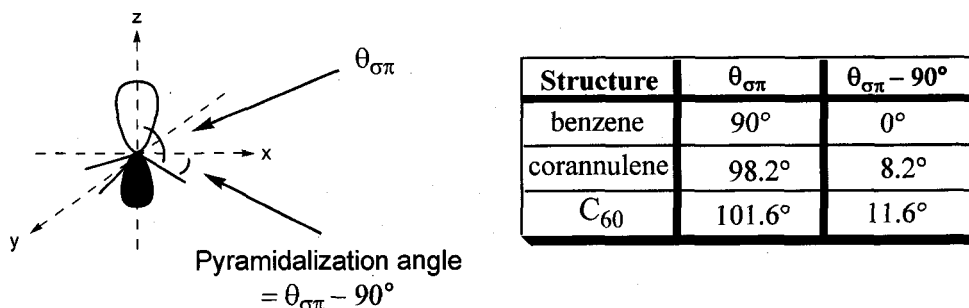 z
θσπ
x
y
Pyramidalization angle
= θσπ – 90°
Structure θσπ θσπ – 90°
benzene 90° 0°
corannulene 98.2° 8.2°
C60 101.6° 11.6°